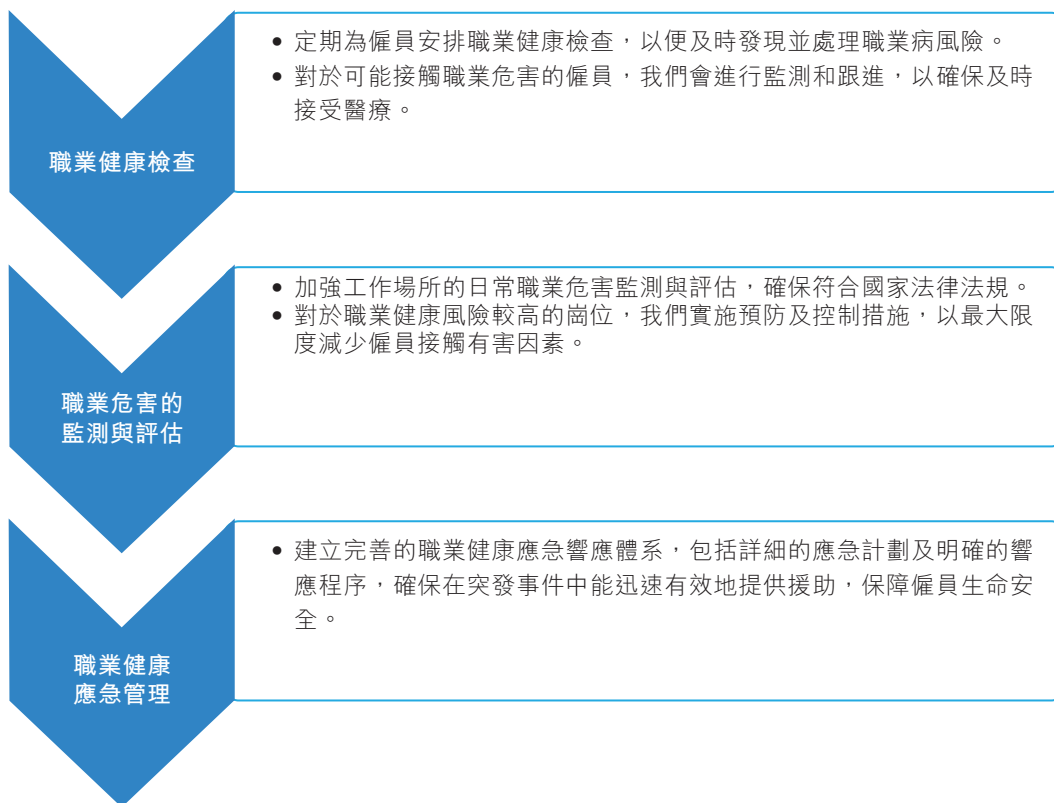 職業健康檢查
• 定期為僱員安排職業健康檢查，以便及時發現並處理職業病風險。
• 對於可能接觸職業危害的僱員，我們會進行監測和跟進，以確保及時
接受醫療。
職業危害的
監測與評估
• 加強工作場所的日常職業危害監測與評估，確保符合國家法律法規。
• 對於職業健康風險較高的崗位，我們實施預防及控制措施，以最大限
度減少僱員接觸有害因素。
職業健康
應急管理
• 建立完善的職業健康應急響應體系，包括詳細的應急計劃及明確的響
應程序，確保在突發事件中能迅速有效地提供援助，保障僱員生命安
全。